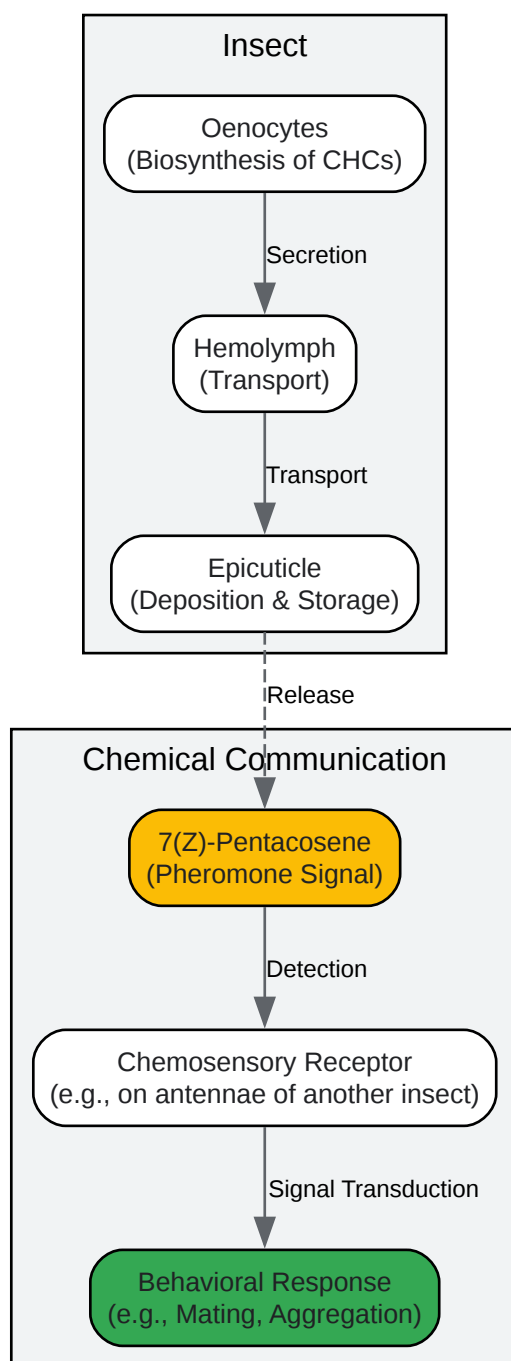 Insect
Oenocytes
(Biosynthesis of CHCs)
Secretion
Hemolymph
(Transport)
Transport
Epicuticle
(Deposition & Storage)
Release
Chemical Communication
7(Z)-Pentacosene
(Pheromone Signal)
Detection
Chemosensory Receptor
(e.g., on antennae of another insect)
Signal Transduction
Behavioral Response
(e.g., Mating, Aggregation)